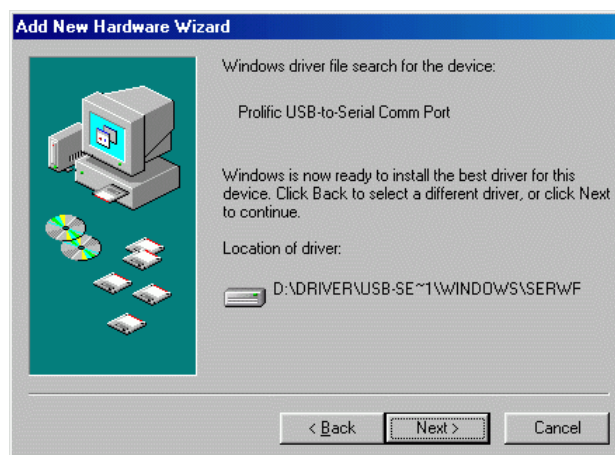 Add New Hardware Wizard
Windows driver file search for the device:
Prolific USB-to-Serial Comm Port
Windows is now ready to install the best driver for this
device. Click Back to select a different driver, or click Next
to continue.
Location of driver:
D:\DRIVER\USB-SE~1\WINDOWS\SERWF
< Back
Next >
Cancel